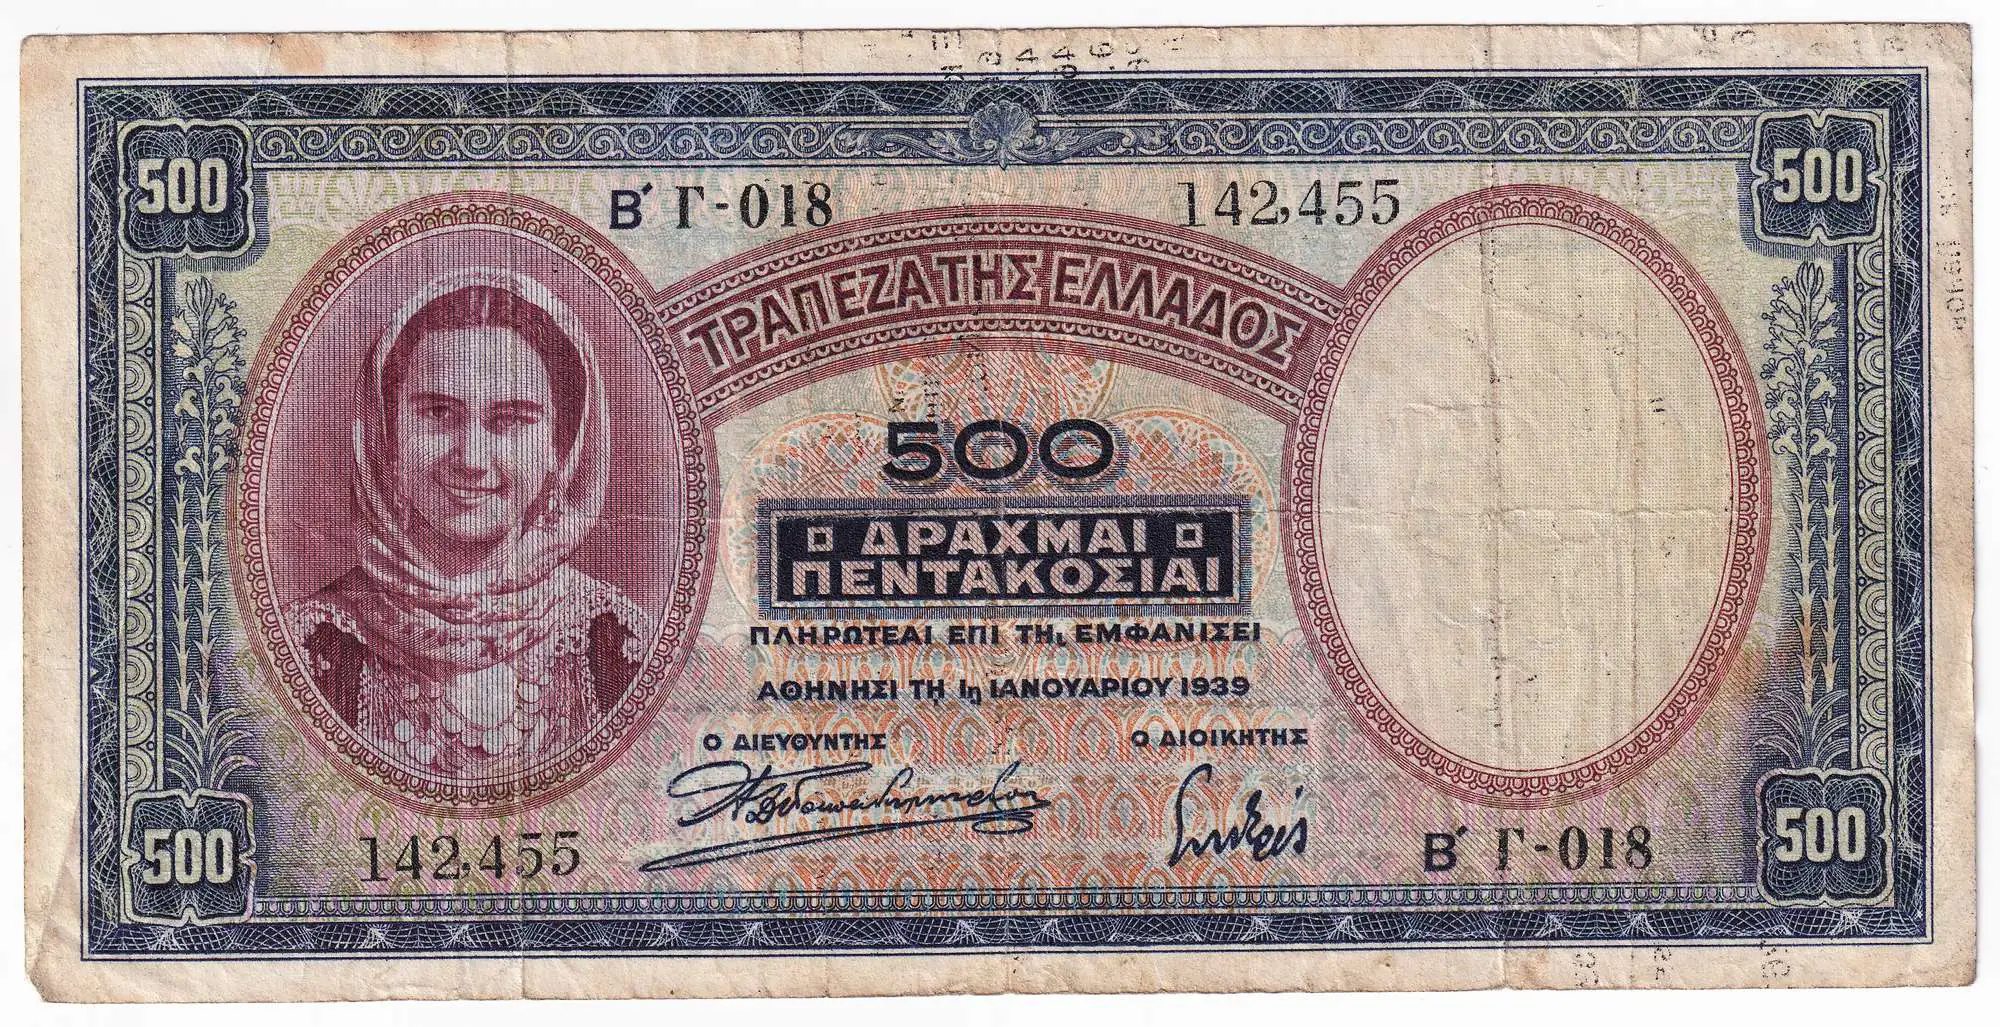 500
Β΄ Γ-018
142,455
500
ΤΡΑΠΕΖΑ ΤΗΣ ΕΛΛΑΔΟΣ
500
ΔΡΑΧΜΑΙ
ΠΕΝΤΑΚΟΣΙΑΙ
ΠΛΗΡΩΤΕΑΙ ΕΠΙ ΤΗι ΕΜΦΑΝΙΣΕΙ
ΑΘΗΝΗΣΙ ΤΗ 1η ΙΑΝΟΥΑΡΙΟΥ 1939
Ο ΔΙΕΥΘΥΝΤΗΣ
Ο ΔΙΟΙΚΗΤΗΣ
142,455
Β΄ Γ-018
500
500